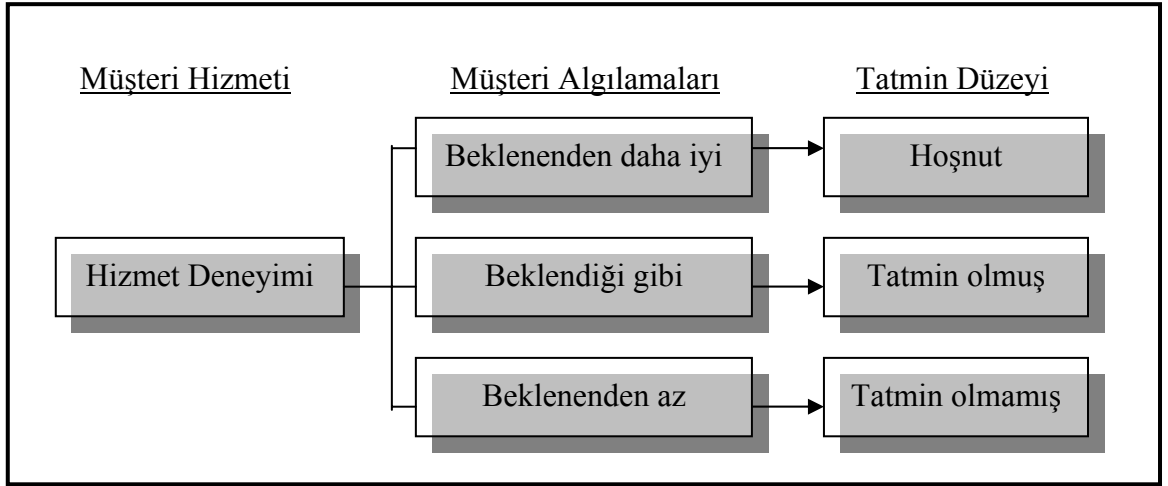 Müşteri Hizmeti
Müşteri Algılamaları
Tatmin Düzeyi
Beklenenden daha iyi
Hoşnut
Hizmet Deneyimi
Beklendiği gibi
Tatmin olmuş
Beklenenden az
Tatmin olmamış